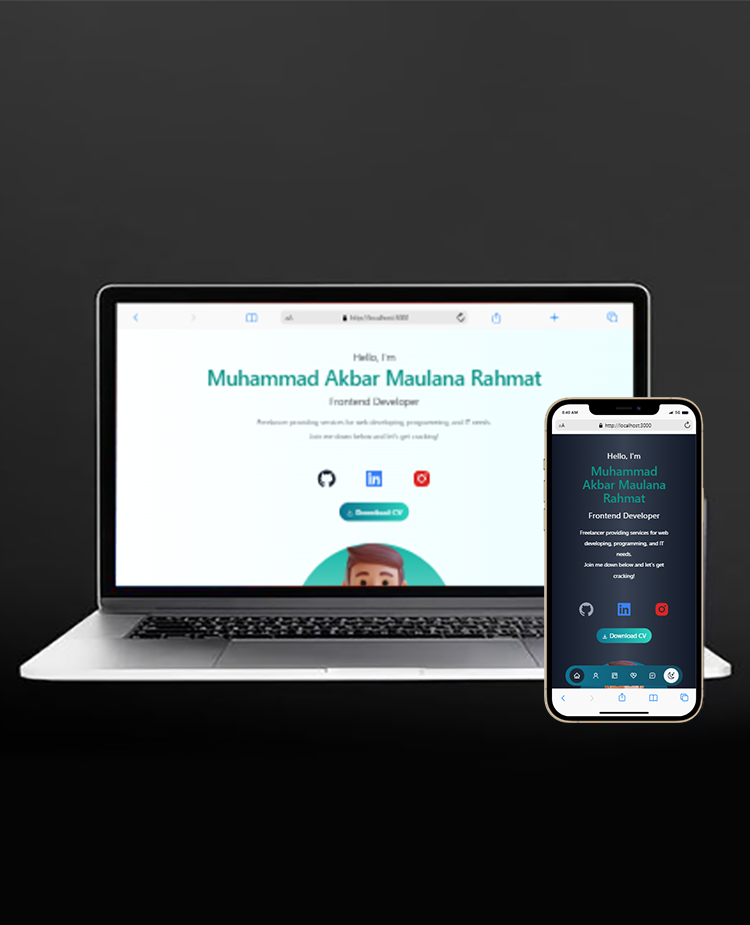 AA http://localhost:3000
Hello, I'm
Muhammad Akbar Maulana Rahmat
Frontend Developer
Freelancer providing services for web developing, programming, and IT needs.
Join me down below and let's get cracking!
in
Download CV
5G
AA http://localhost:3000
Hello, I'm
Muhammad
Akbar Maulana
Rahmat
Frontend Developer
Freelancer providing services for web
developing, programming, and IT
needs.
Join me down below and let's get
cracking!
in
Download CV